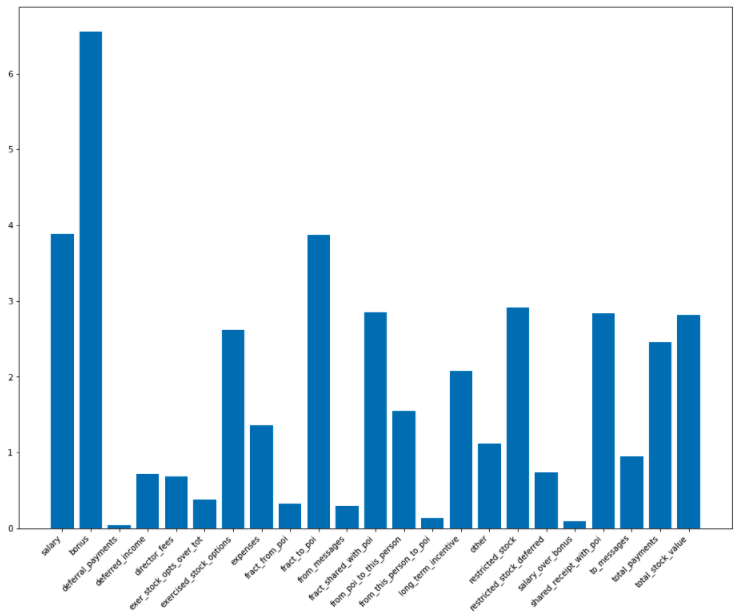 6
5
4
3
2
1
0
salary
bonus
deferral_payments
deferred_income
director_fees
exer_stock_opts_over_tot
exercised_stock_options
expenses
fract_from_poi
fract_to_poi
from_messages
fract_shared_with_poi
from_poi_to_this_person
from_this_person_to_poi
long_term_incentive
other
restricted_stock
restricted_stock_deferred
salary_over_bonus
shared_receipt_with_poi
to_messages
total_payments
total_stock_value